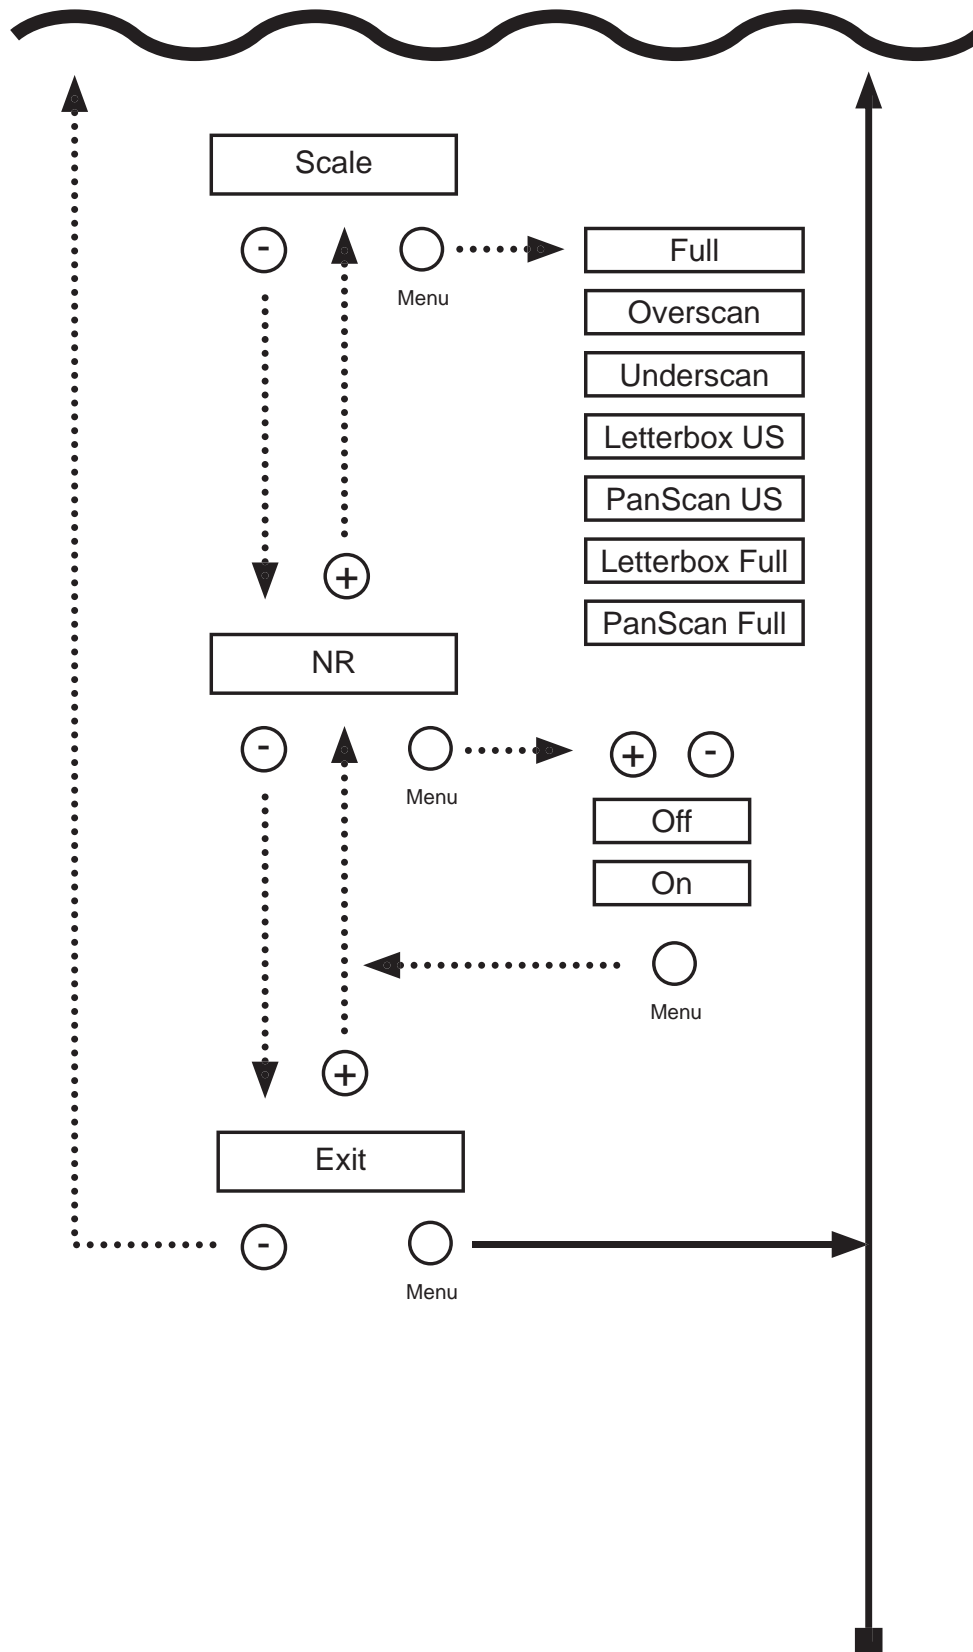 Scale
-
Menu
Full
Overscan
Underscan
Letterbox US
PanScan US
Letterbox Full
PanScan Full
+
NR
-
Menu
+ -
Off
On
Menu
+
Exit
-
Menu